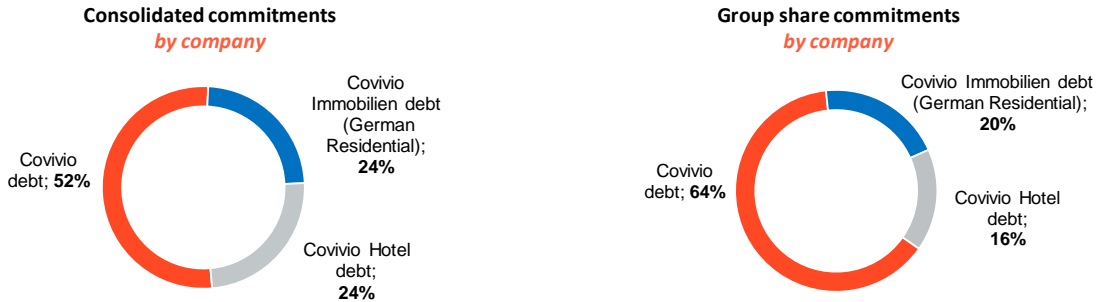 Consolidated commitments
by company
Covivio
Immobilien debt
(German
Residential);
24%
Covivio
debt; 52%
Covivio Hotel
debt;
24%
Group share commitments
by company
Covivio Immobilien debt
(German Residential);
20%
Covivio
debt; 64%
Covivio Hotel
debt;
16%